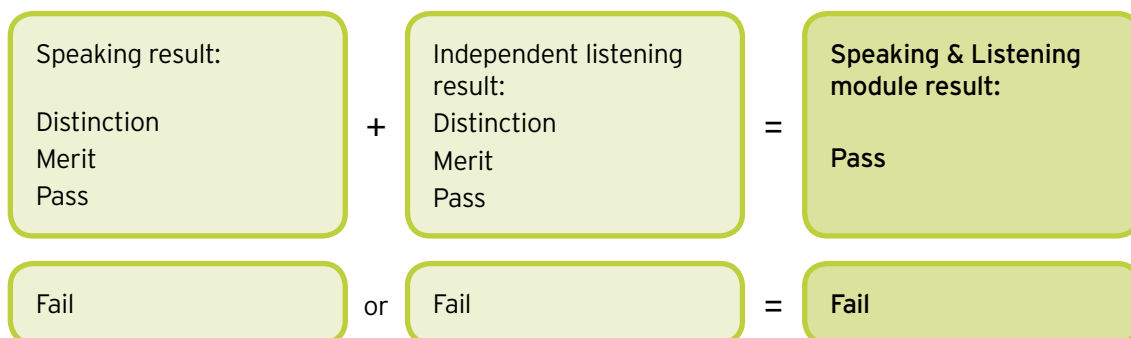 Speaking result:
Distinction
Merit
Pass
+
Independent listening
result:
Distinction
Merit
Pass
=
Speaking & Listening
module result:
Pass
Fail
or
Fail
=
Fail